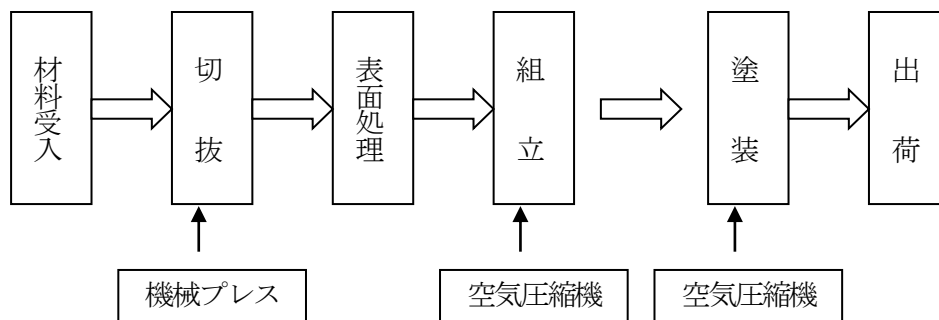 材料受入
切抜
表面処理
組立
塗装
出荷
機械プレス
空気圧縮機
空気圧縮機